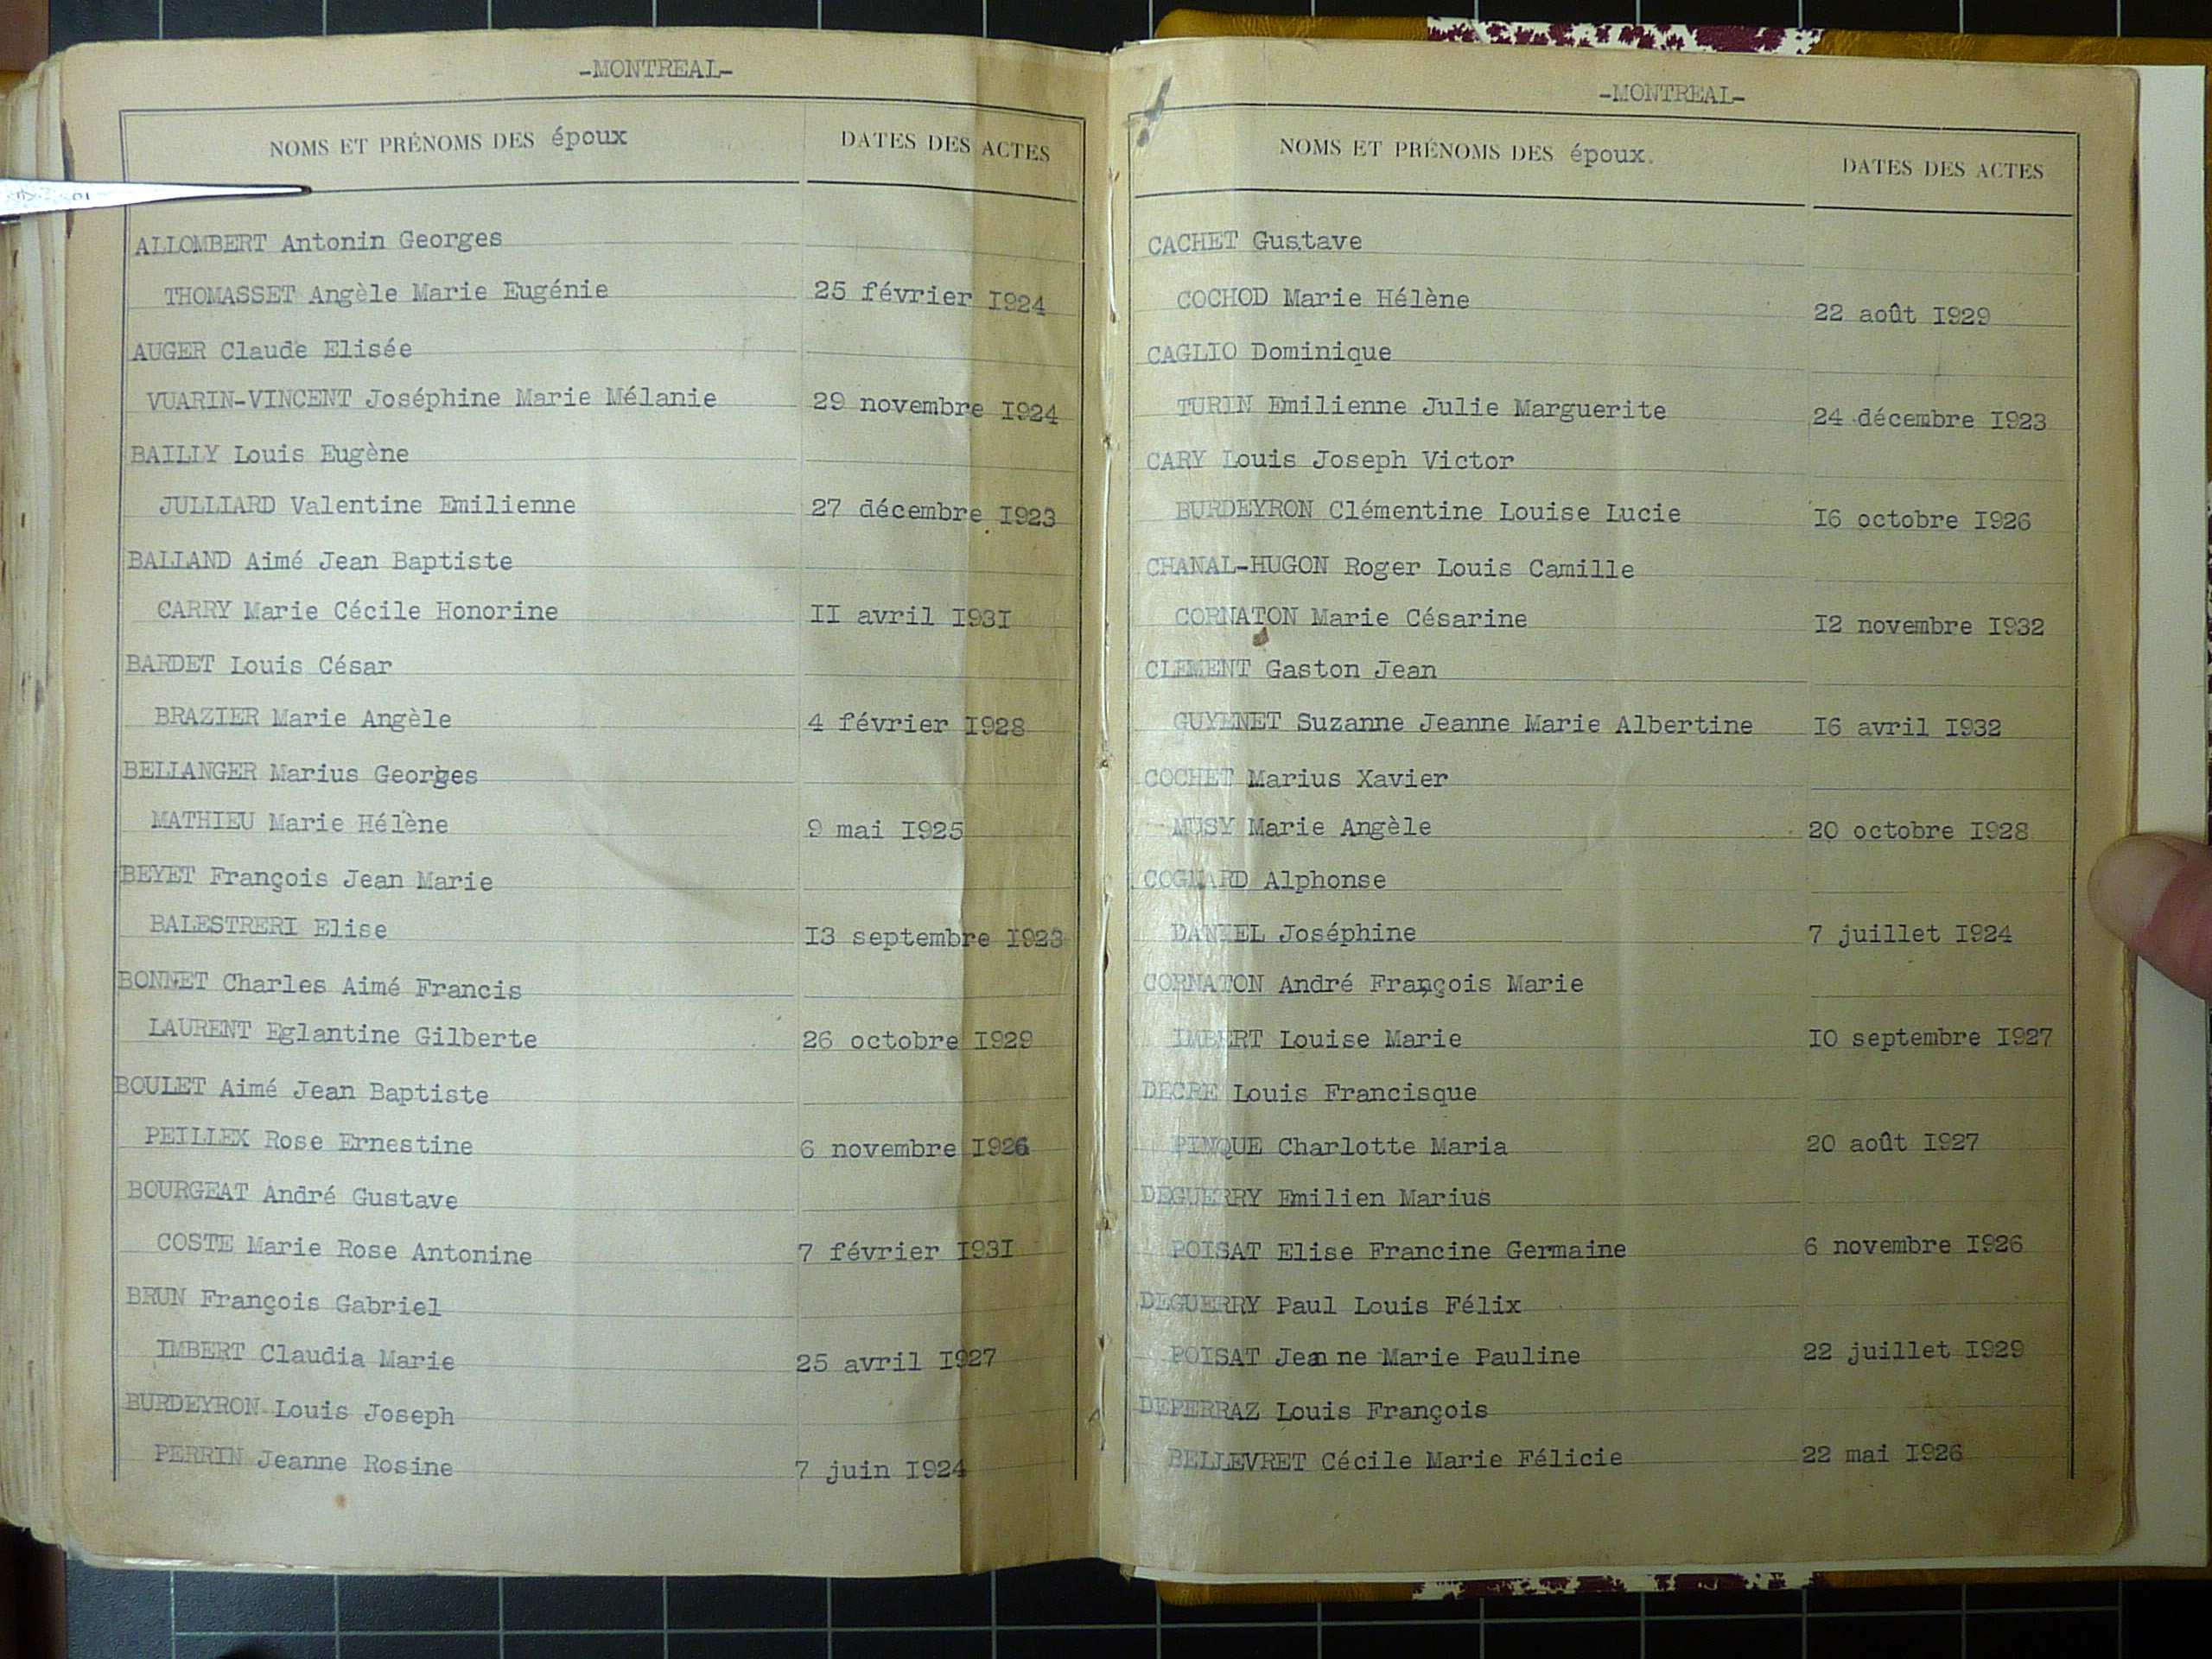 -MONTREAL-
NOMS ET PRÉNOMS DES époux DATES DES ACTES
ALLOMBERT Antonin Georges
THOMASSET Angèle Marie Eugénie 25 février I924
AUGER Claude Elisée
VUARIN-VINCENT Joséphine Marie Mélanie 29 novembre I924
BAILLY Louis Eugène
JULLIARD Valentine Emilienne 27 décembre I923
BALLAND Aimé Jean Baptiste
CARRY Marie Cécile Honorine II avril I93I
BARDET Louis César
BRAZIER Marie Angèle 4 février I928
BELLANGER Marius Georges
MATHIEU Marie Hélène 9 mai I925
BEYET François Jean Marie
BALESTRERI Elise I3 septembre I923
BONNET Charles Aimé Francis
LAURENT Eglantine Gilberte 26 octobre I929
BOULET Aimé Jean Baptiste
PEILLEX Rose Ernestine 6 novembre I926
BOURGEAT André Gustave
COSTE Marie Rose Antonine 7 février I93I
BRUN François Gabriel
IMBERT Claudia Marie 25 avril I927
BURDEYRON Louis Joseph
PERRIN Jeanne Rosine 7 juin I924
-MONTREAL-
NOMS ET PRÉNOMS DES époux. DATES DES ACTES
CACHET Gustave
COCHOD Marie Hélène 22 août I929
CAGLIO Dominique
TURIN Emilienne Julie Marguerite 24 décembre I923
CARY Louis Joseph Victor
BURDEYRON Clémentine Louise Lucie I6 octobre I926
CHANAL-HUGON Roger Louis Camille
CORNATON Marie Césarine I2 novembre I932
CLEMENT Gaston Jean
GUYENET Suzanne Jeanne Marie Albertine I6 avril I932
COCHET Marius Xavier
MUSY Marie Angèle 20 octobre I928
Alphonse
DANIEL Joséphine 7 juillet I924
CORNATON André François Marie
IMBERT Louise Marie I0 septembre I927
DECRE Louis Francisque
PINQUE Charlotte Maria 20 août I927
DEGUERRY Emilien Marius
POISAT Elise Francine Germaine 6 novembre I926
DEGUERRY Paul Louis Félix
POISAT Jeanne Marie Pauline 22 juillet I929
DEPERRAZ Louis François
BELLEVRET Cécile Marie Félicie 22 mai I926